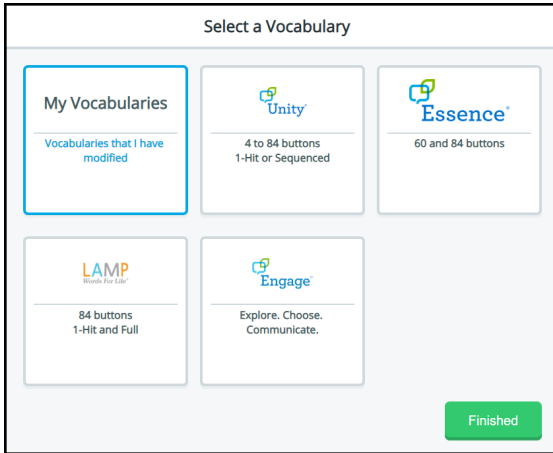 Select a Vocabulary
My Vocabularies
Vocabularies that I have
modified
Unity®
4 to 84 buttons
1-Hit or Sequenced
Essence®
60 and 84 buttons
LAMP
Words For Life®
84 buttons
1-Hit and Full
Engage™
Explore. Choose.
Communicate.
Finished